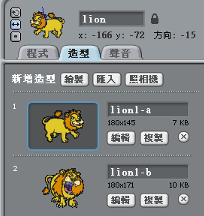 lion
x: -166 y: -72 方向: -15
程式 造型 聲音
新增造型 繪製 匯入 照相機
1
lion1-a
180x145 7 KB
編輯 複製
2
lion1-b
180x171 10 KB
編輯 複製